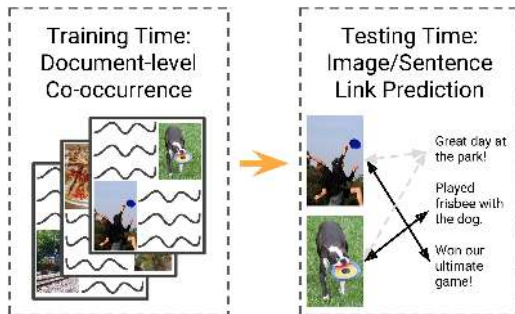 Training Time:
Document-level
Co-occurrence
Testing Time:
Image/Sentence
Link Prediction
Great day at
the park!
Played
frisbee with
the dog.
Won our
ultimate
game!